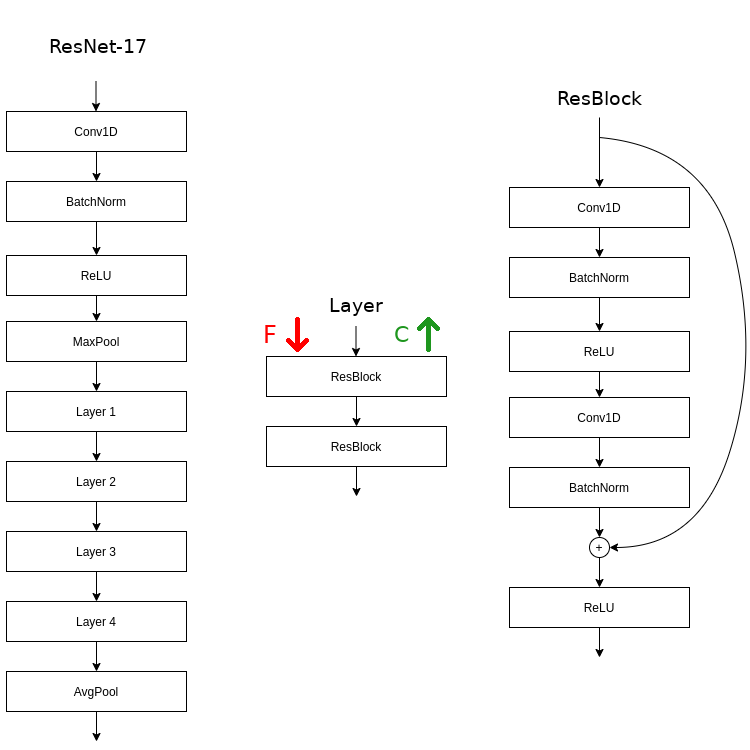 ResNet-17
Conv1D
BatchNorm
ReLU
MaxPool
Layer 1
Layer 2
Layer 3
Layer 4
AvgPool
Layer
F
C
ResBlock
ResBlock
ResBlock
Conv1D
BatchNorm
ReLU
Conv1D
BatchNorm
+
ReLU